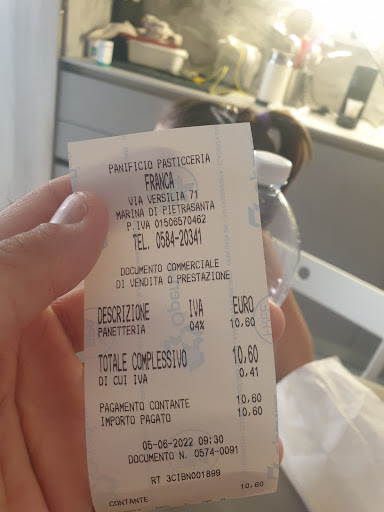 PANIFICIO PASTICCERIA
FRANCA
VIA VERSILIA 71
MARINA DI PIETRASANTA
P.IVA 01506570462
TEL. 0584-20341
DOCUMENTO COMMERCIALE
DI VENDITA O PRESTAZIONE
DESCRIZIONE IVA EURO
PANETTERIA 04% 10,60
TOTALE COMPLESSIVO 10,60
DI CUI IVA 0,41
PAGAMENTO CONTANTE 10,60
IMPORTO PAGATO 10,60
05-06-2022 09:30
DOCUMENTO N. 0574-0091
RT 3CIBN001899
CONTANTE 10,60